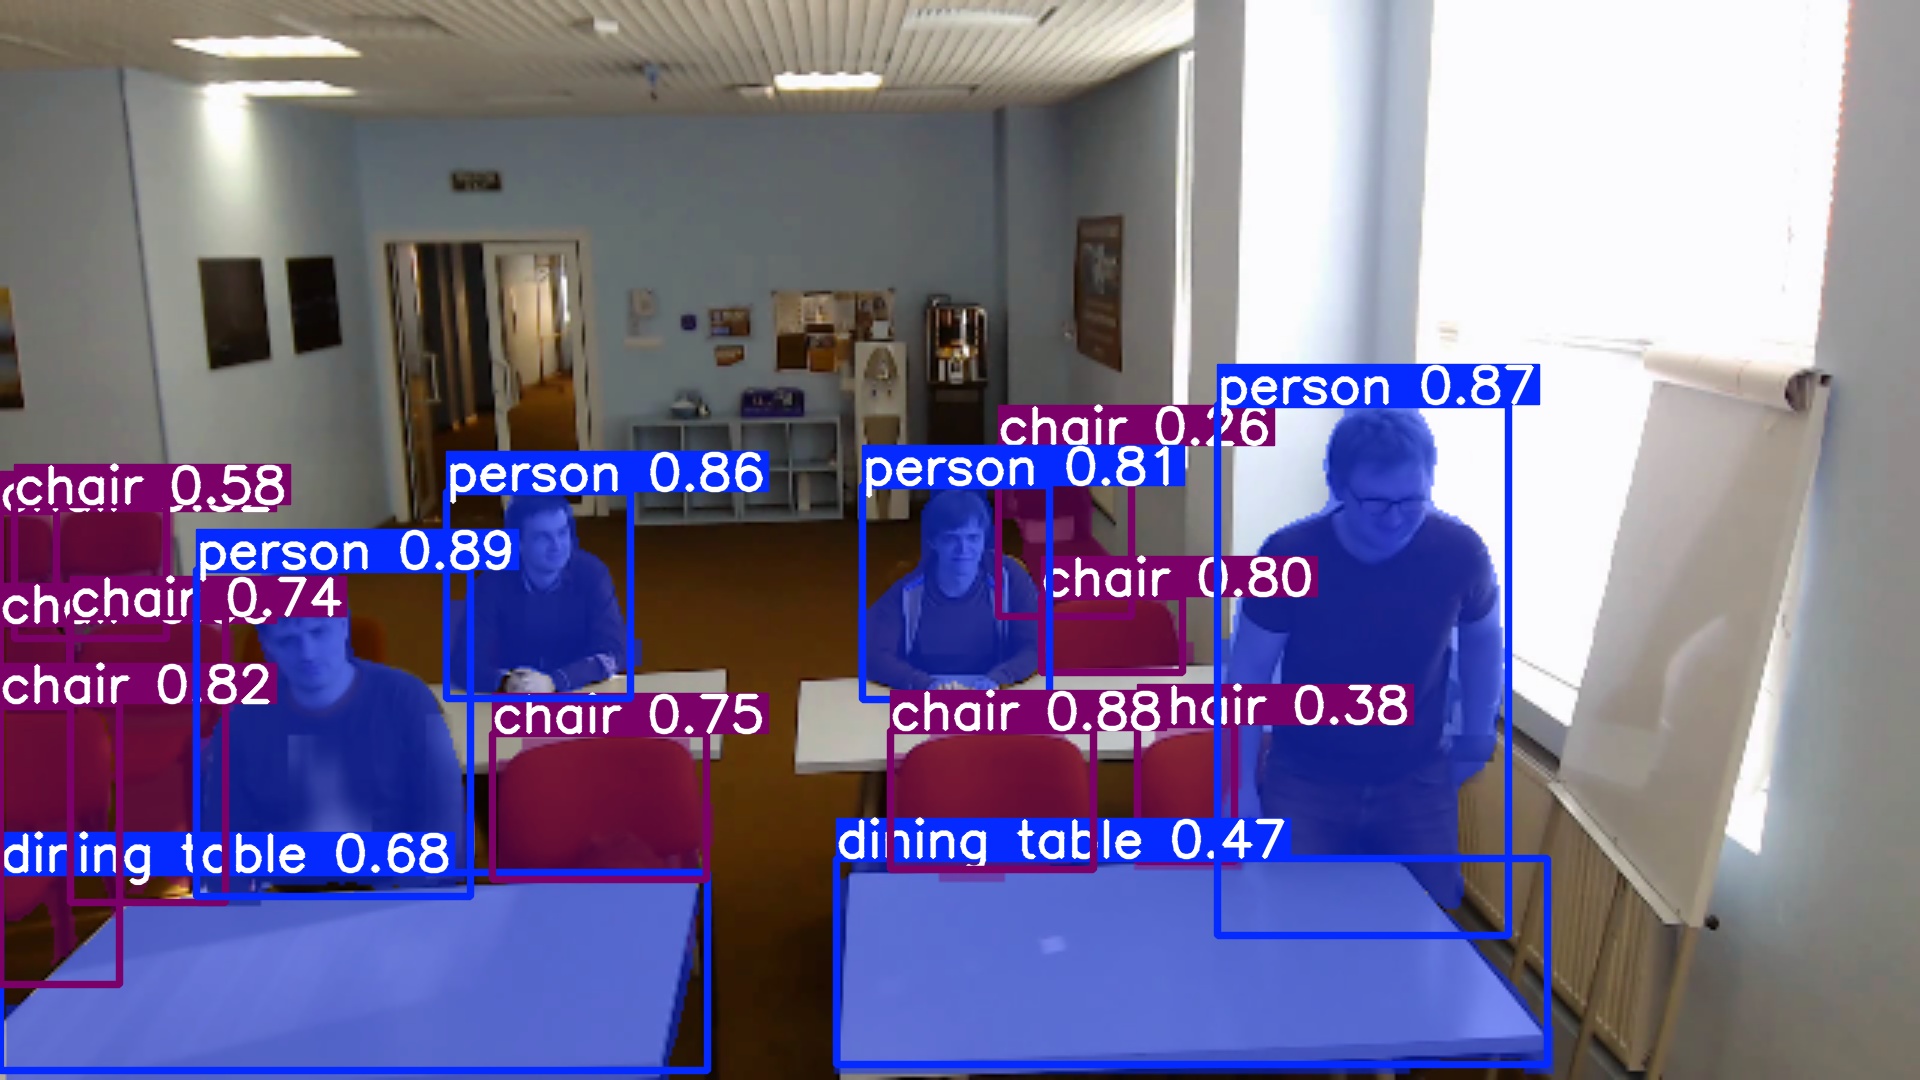 person 0.87
chair 0.26
person 0.81
person 0.86
chair 0.58
person 0.89
chair 0.80
chair 0.74
chair 0.82
chair 0.75
chair 0.88
hair 0.38
dining table 0.47
dining table 0.68